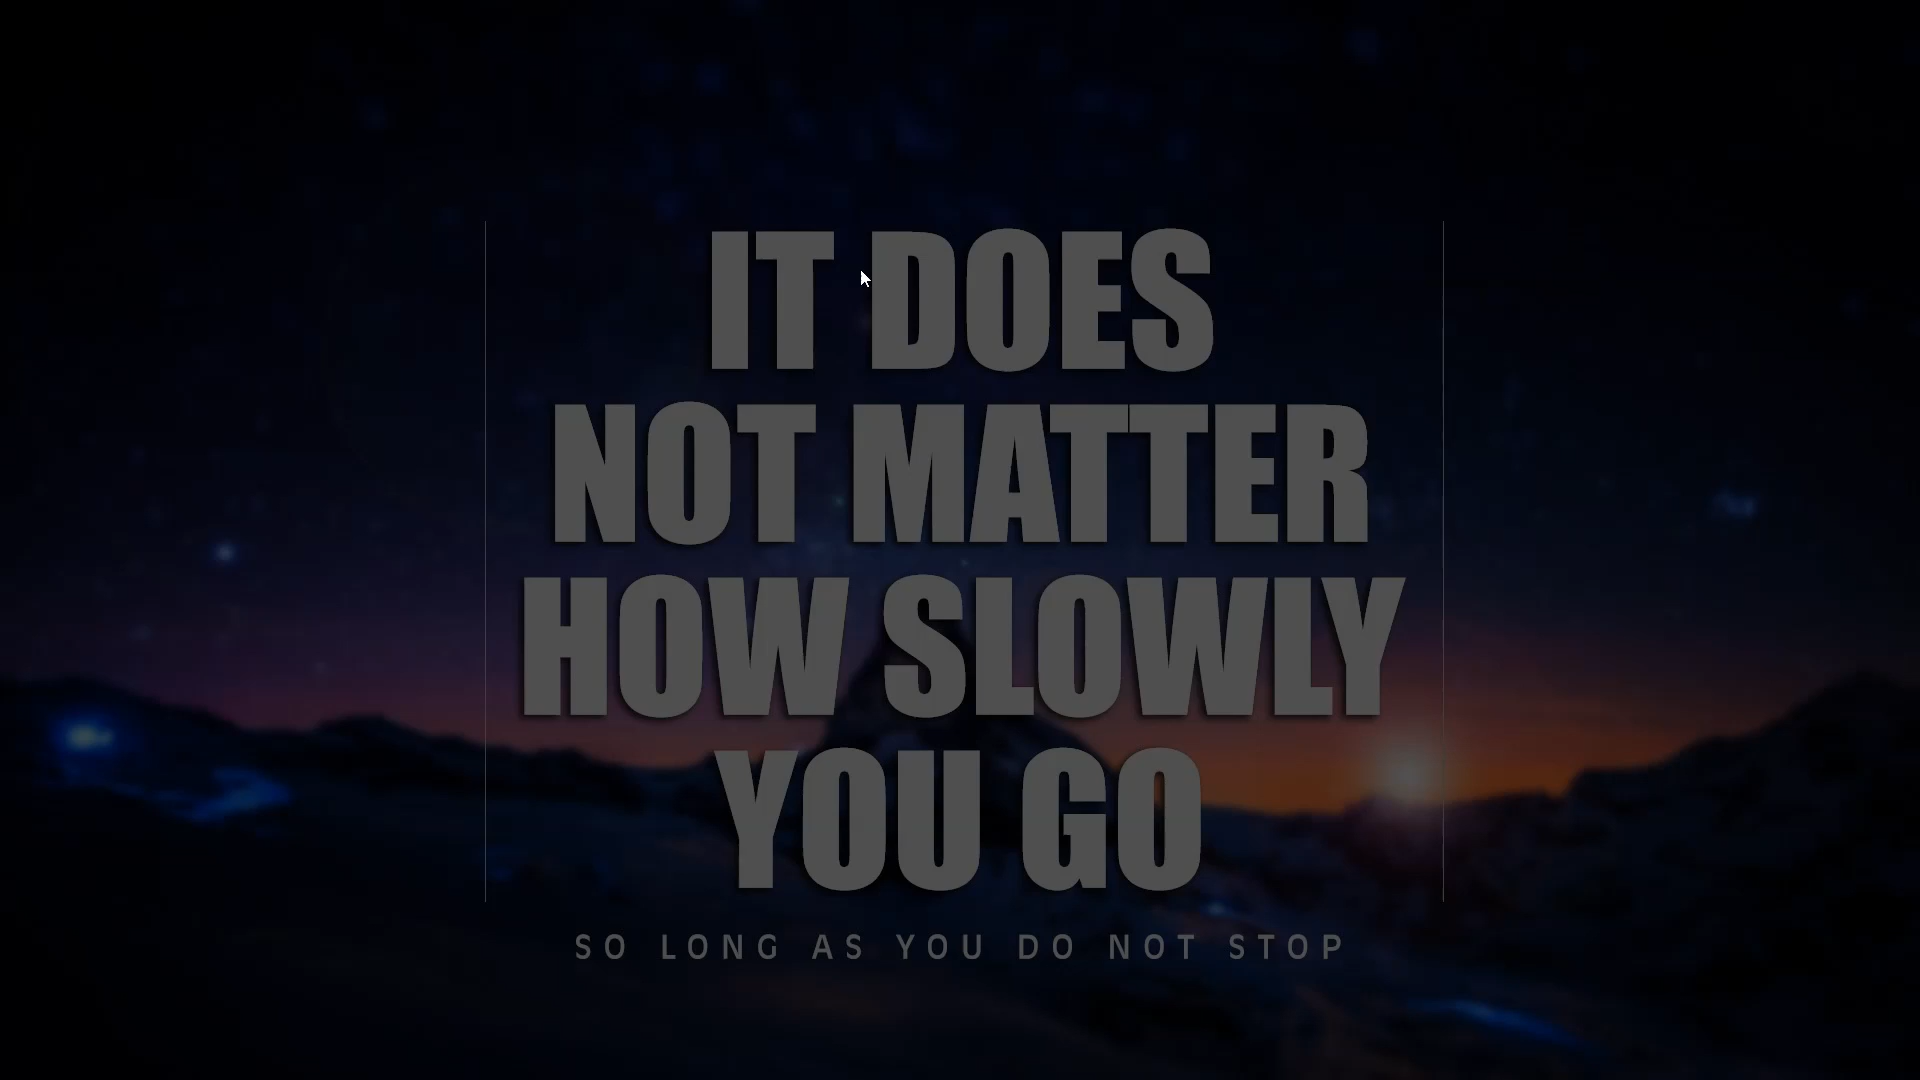 IT DOES
NOT MATTER
HOW SLOWLY
YOU GO
SO LONG AS YOU DO NOT STOP